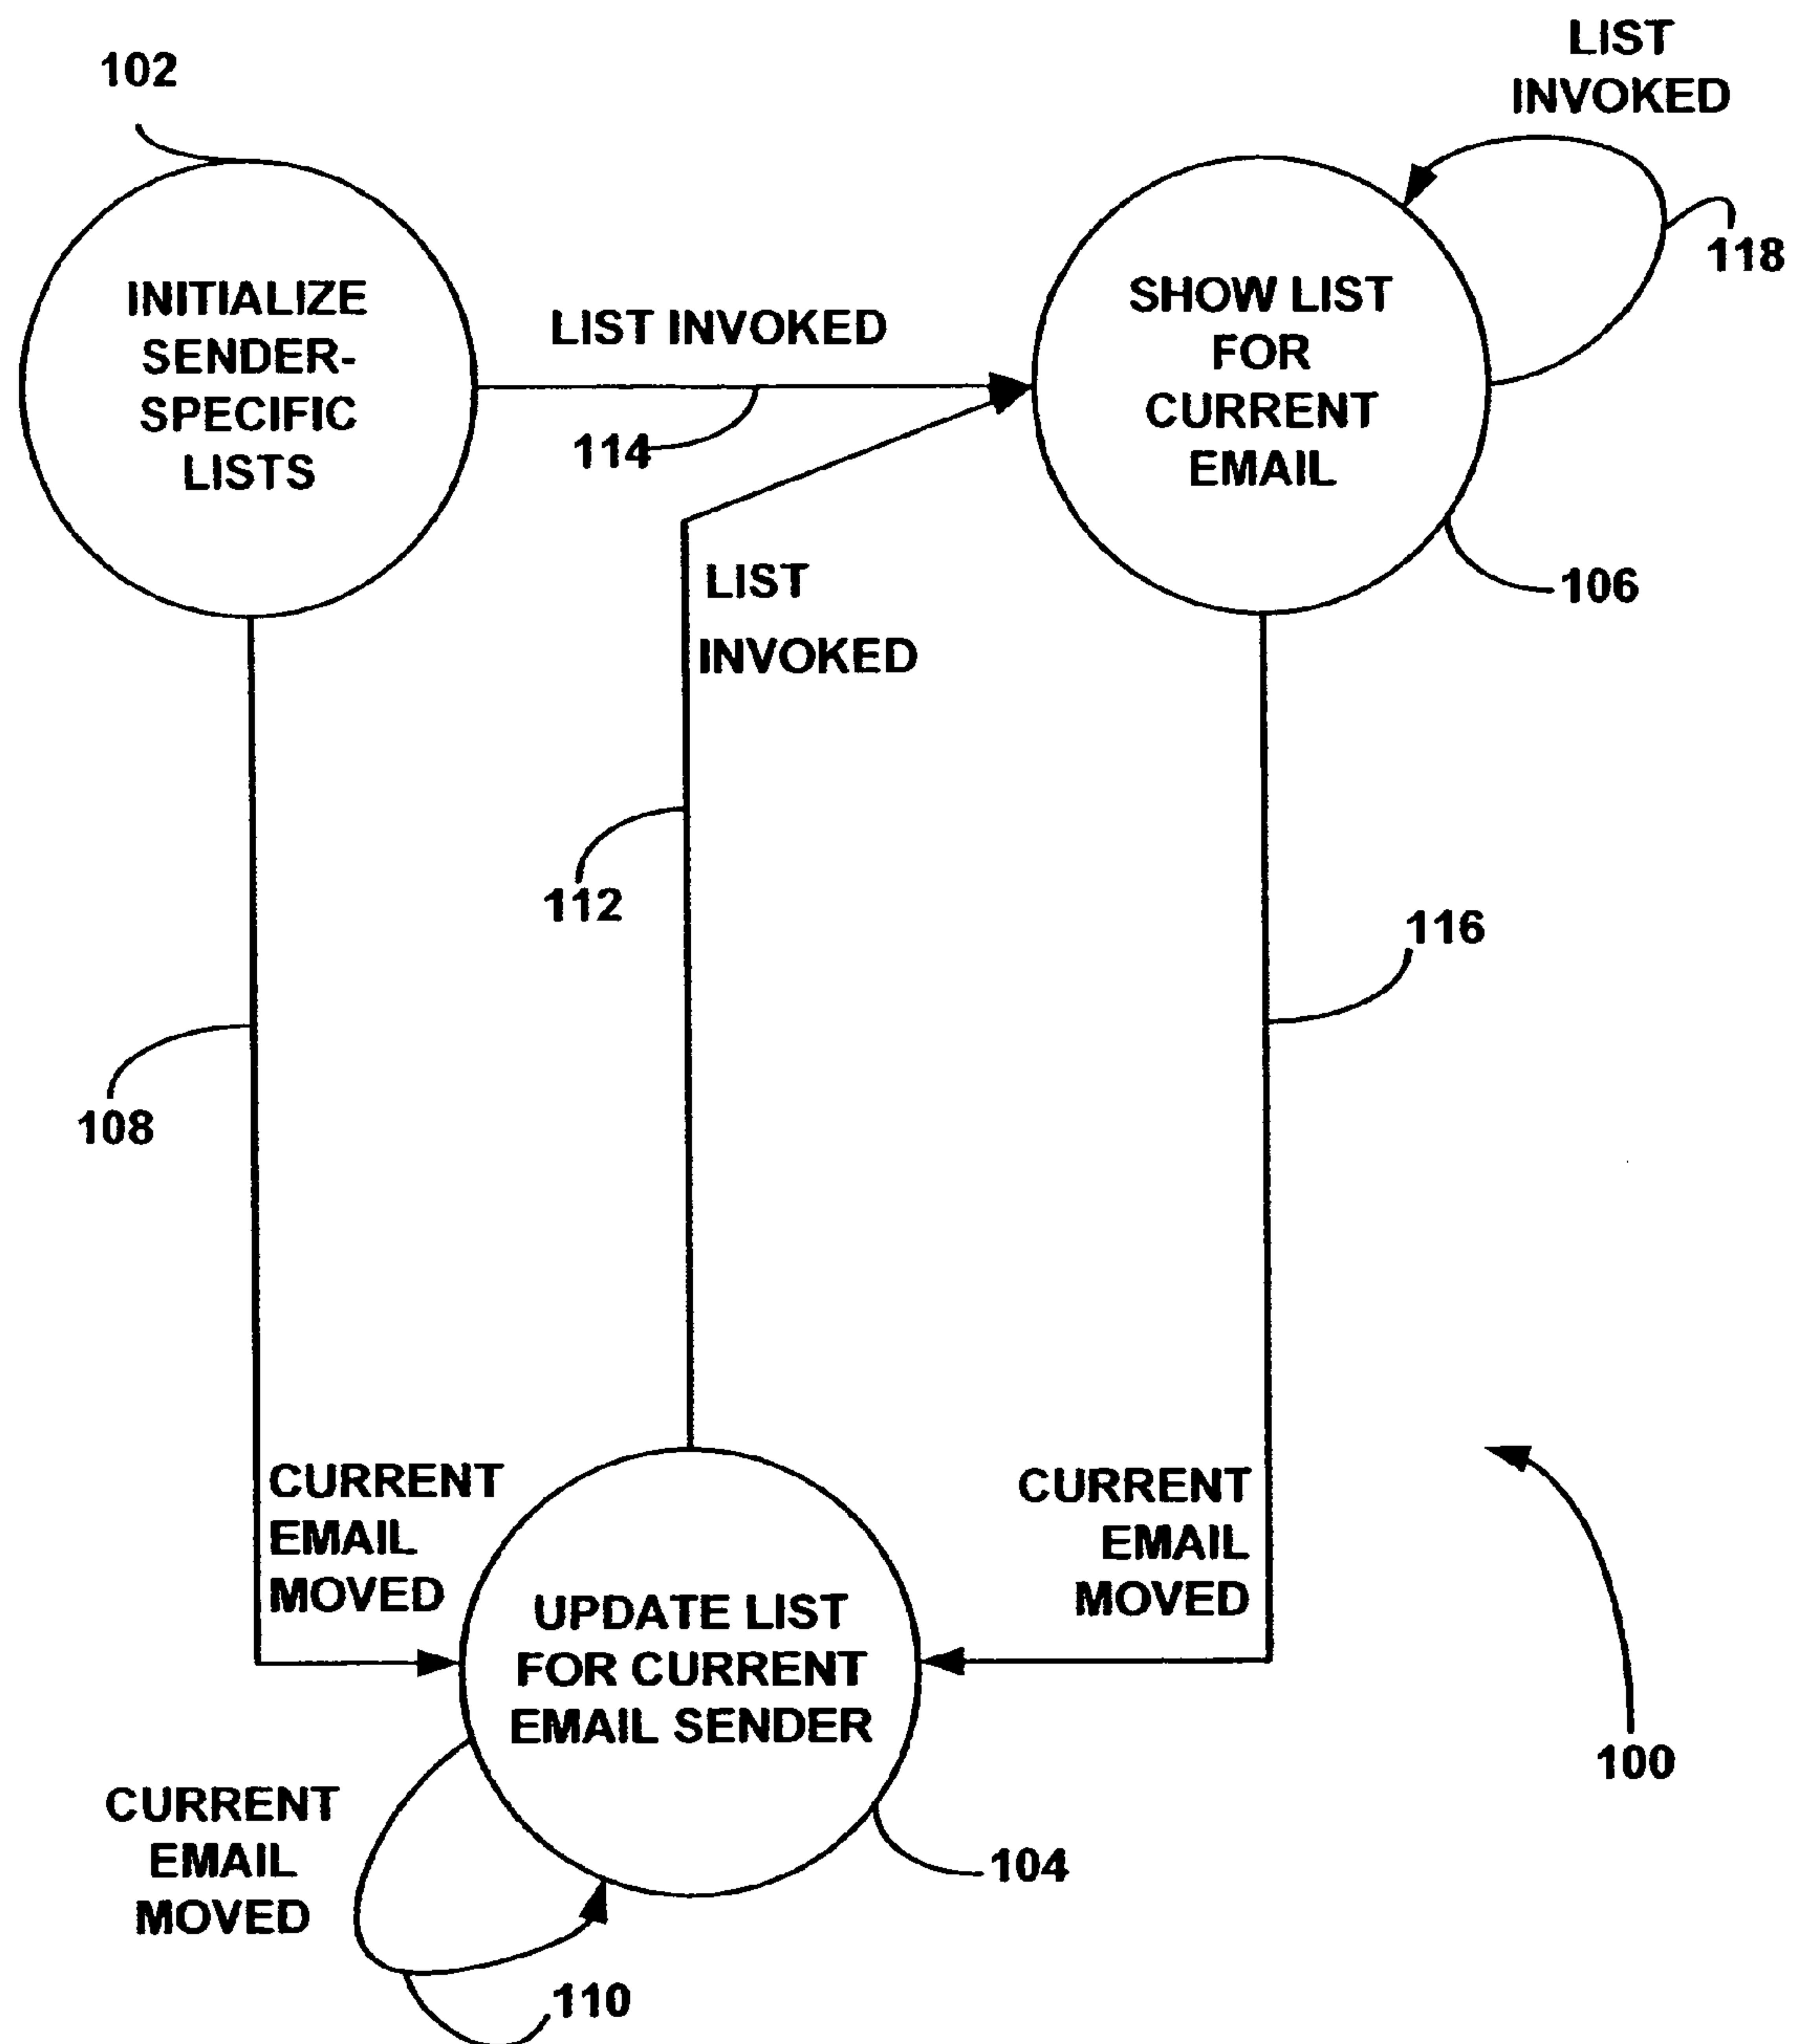 102
LIST
INVOKED
118
INITIALIZE
SENDER-
SPECIFIC
LISTS
LIST INVOKED
114
SHOW LIST
FOR
CURRENT
EMAIL
106
LIST
INVOKED
112
116
108
CURRENT
EMAIL
MOVED
CURRENT
EMAIL
MOVED
UPDATE LIST
FOR CURRENT
EMAIL SENDER
100
CURRENT
EMAIL
MOVED
104
110